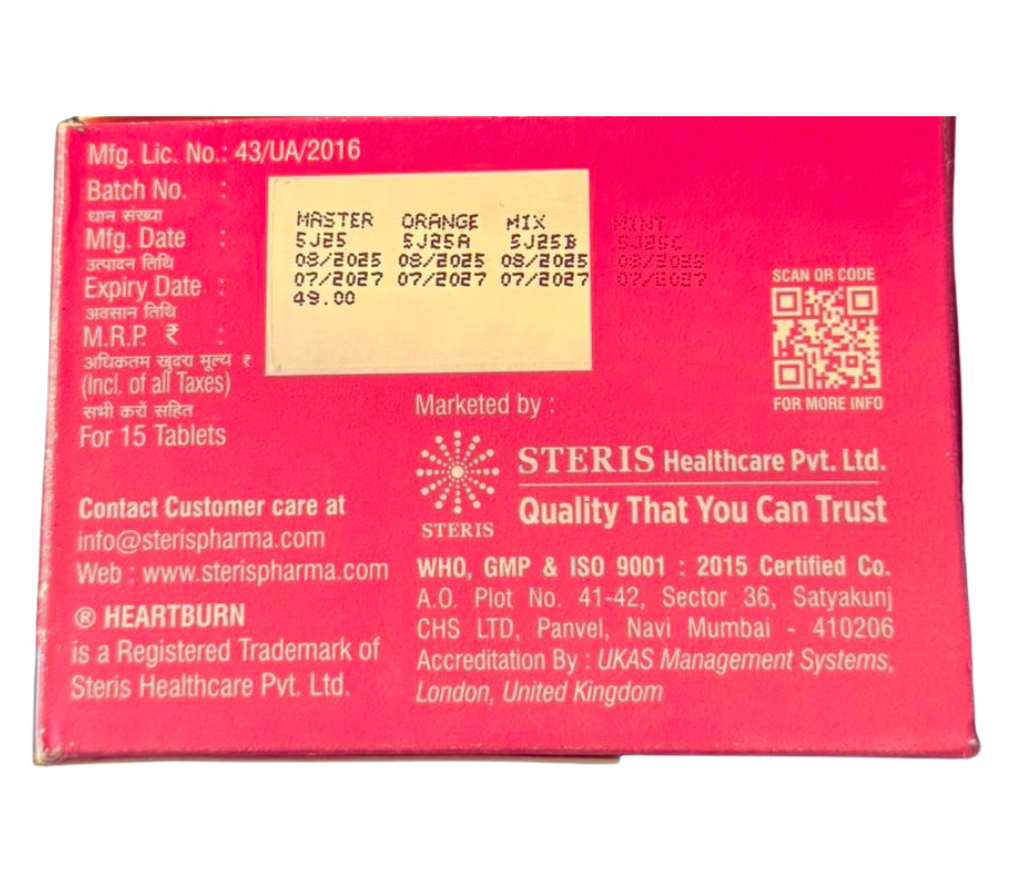 Mfg. Lic. No.: 43/UA/2016
Batch No. :
घान संख्या
Mfg. Date :
उत्पादन तिथि
Expiry Date :
अवसान तिथि
M.R.P. ₹ :
अधिकतम खुदरा मूल्य ₹
(Incl. of all Taxes)
सभी करों सहित
For 15 Tablets
MASTER ORANGE MIX MINT
5J25 5J25A 5J25B 5J25C
08/2025 08/2025 08/2025 08/2025
07/2027 07/2027 07/2027 07/2027
49.00
SCAN QR CODE
FOR MORE INFO
Contact Customer care at
info@sterispharma.com
Web : www.sterispharma.com
® HEARTBURN
is a Registered Trademark of
Steris Healthcare Pvt. Ltd.
Marketed by :
STERIS
STERIS Healthcare Pvt. Ltd.
Quality That You Can Trust
WHO, GMP & ISO 9001 : 2015 Certified Co.
A.O. Plot No. 41-42, Sector 36, Satyakunj
CHS LTD, Panvel, Navi Mumbai - 410206
Accreditation By : UKAS Management Systems,
London, United Kingdom